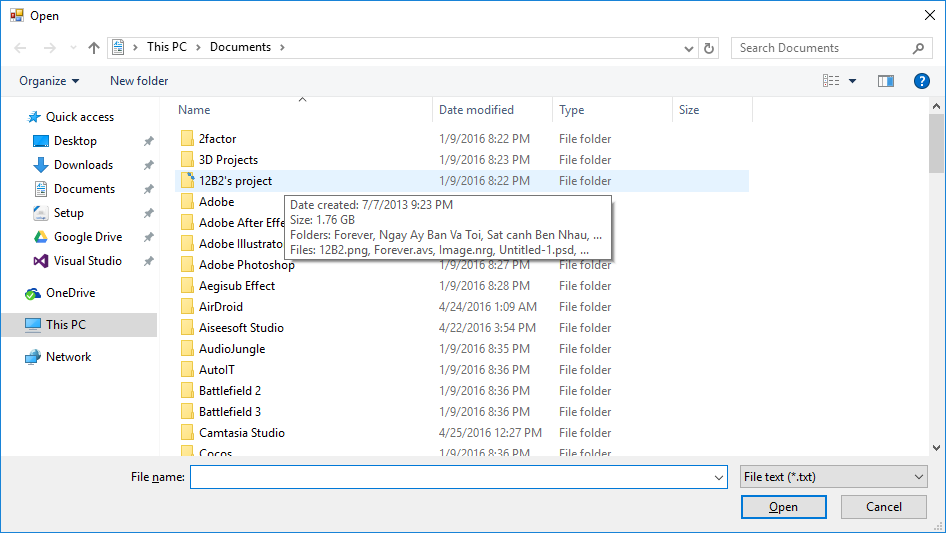 Open
This PC > Documents >
Search Documents
Organize
New folder
Quick access
Desktop
Downloads
Documents
Setup
Google Drive
Visual Studio
OneDrive
This PC
Network
Name Date modified Type Size
2factor 1/9/2016 8:22 PM File folder
3D Projects 1/9/2016 8:23 PM File folder
12B2's project 1/9/2016 8:22 PM File folder
Adobe
Adobe After Effe
Adobe Illustrato
Adobe Photoshop 1/9/2016 8:27 PM File folder
Date created: 7/7/2013 9:23 PM
Size: 1.76 GB
Folders: Forever, Ngay Ay Ban Va Toi, Sat canh Ben Nhau, ...
Files: 12B2.png, Forever.avs, Image.nrg, Untitled-1.psd, ...
Aegisub Effect 1/9/2016 8:28 PM File folder
AirDroid 4/24/2016 1:09 AM File folder
Aiseesoft Studio 4/22/2016 3:54 PM File folder
AudioJungle 1/9/2016 8:35 PM File folder
AutoIT 1/9/2016 8:36 PM File folder
Battlefield 2 1/9/2016 8:36 PM File folder
Battlefield 3 1/9/2016 8:36 PM File folder
Camtasia Studio 4/25/2016 12:27 PM File folder
Cocos 1/9/2016 8:36 PM File folder
File name:
File text (*.txt)
Open
Cancel